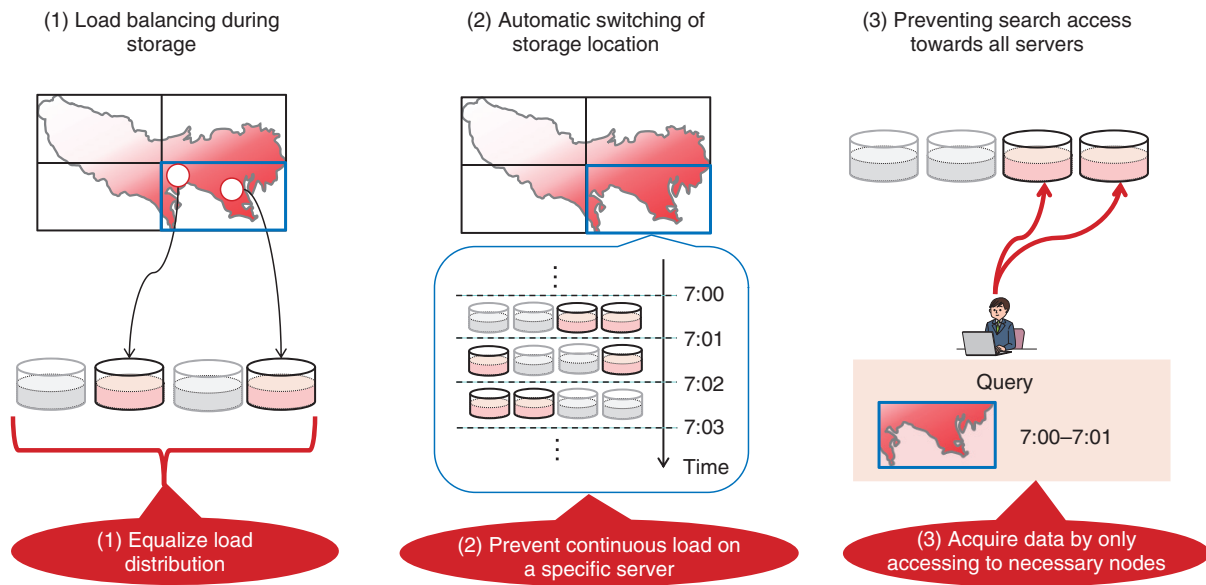 (1) Load balancing during
storage
(2) Automatic switching of
storage location
(3) Preventing search access
towards all servers
7:00
7:01
7:02
7:03
Time
Query
7:00–7:01
(1) Equalize load
distribution
(2) Prevent continuous load on
a specific server
(3) Acquire data by only
accessing to necessary nodes